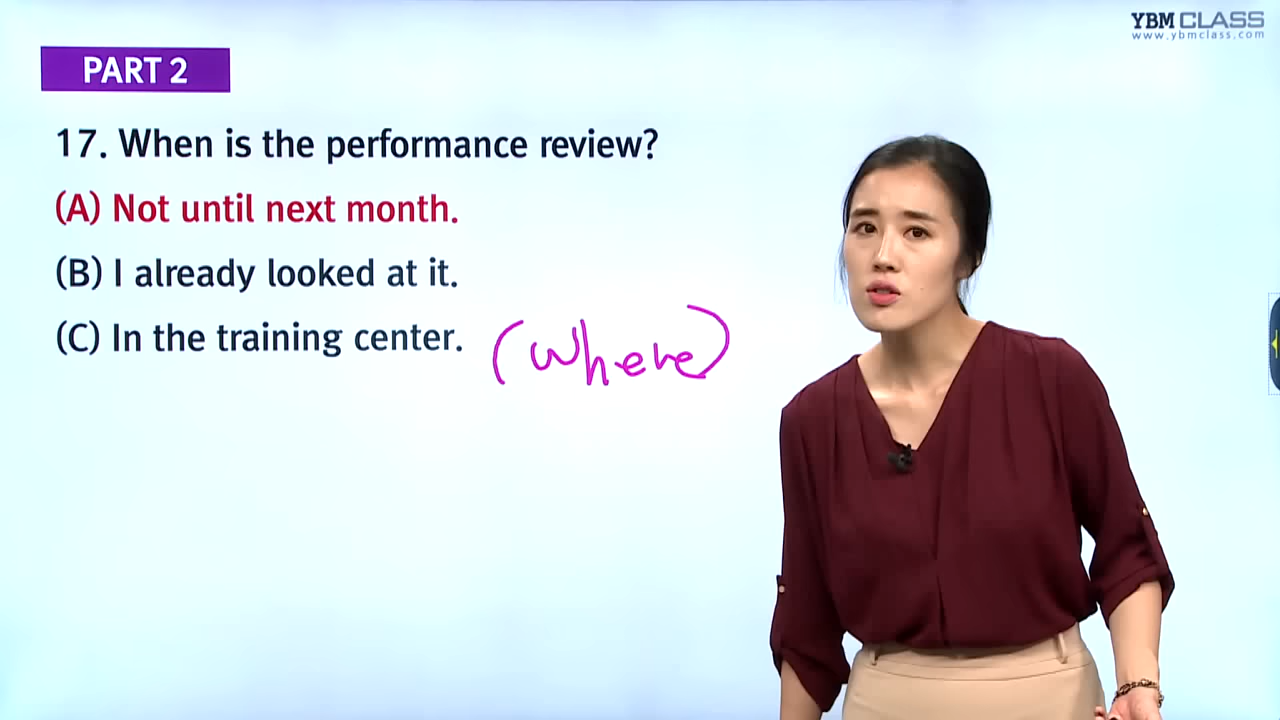 YBM CLASS
www.ybmclass.com
PART 2
17. When is the performance review?
(A) Not until next month.
(B) I already looked at it.
(C) In the training center.
(Where)